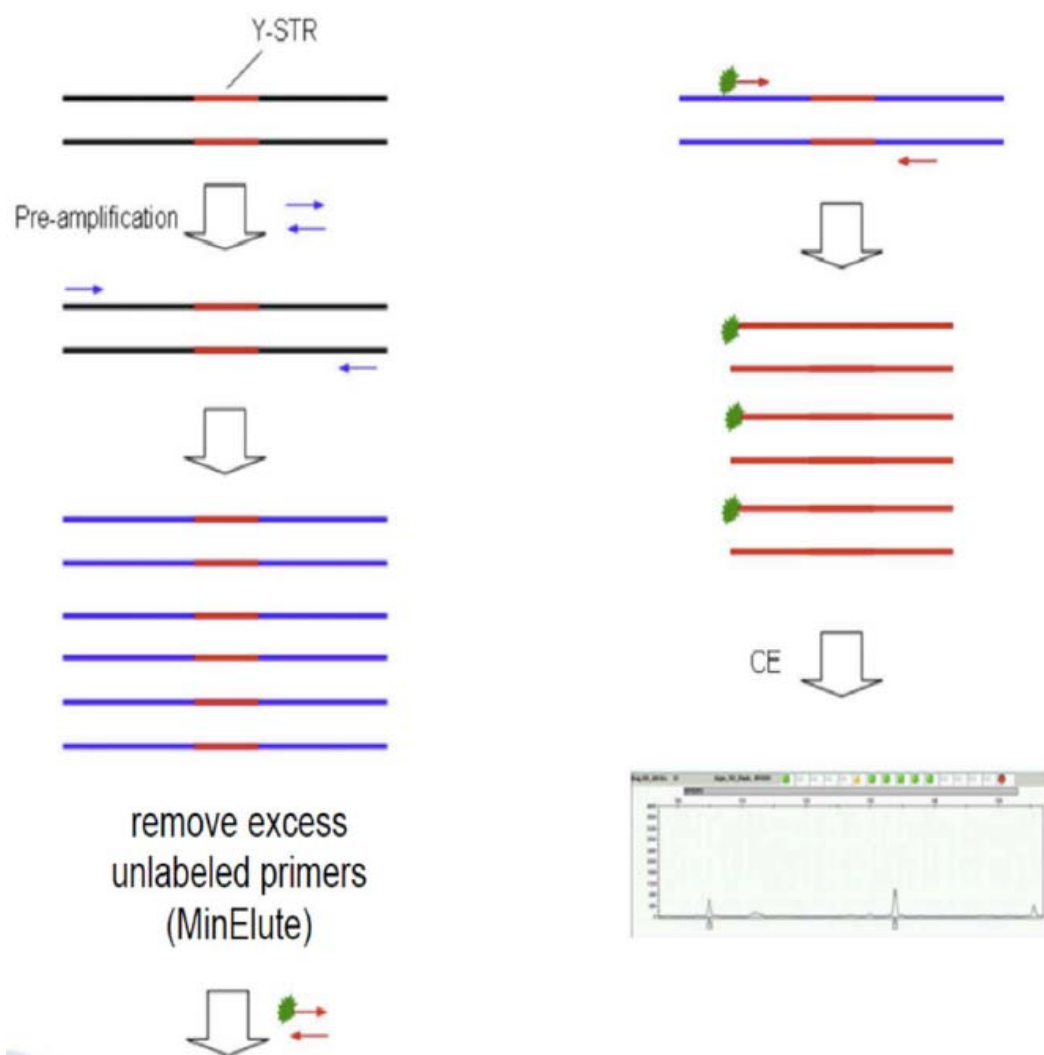 Y-STR
Pre-amplification
remove excess
unlabeled primers
(MinElute)
CE